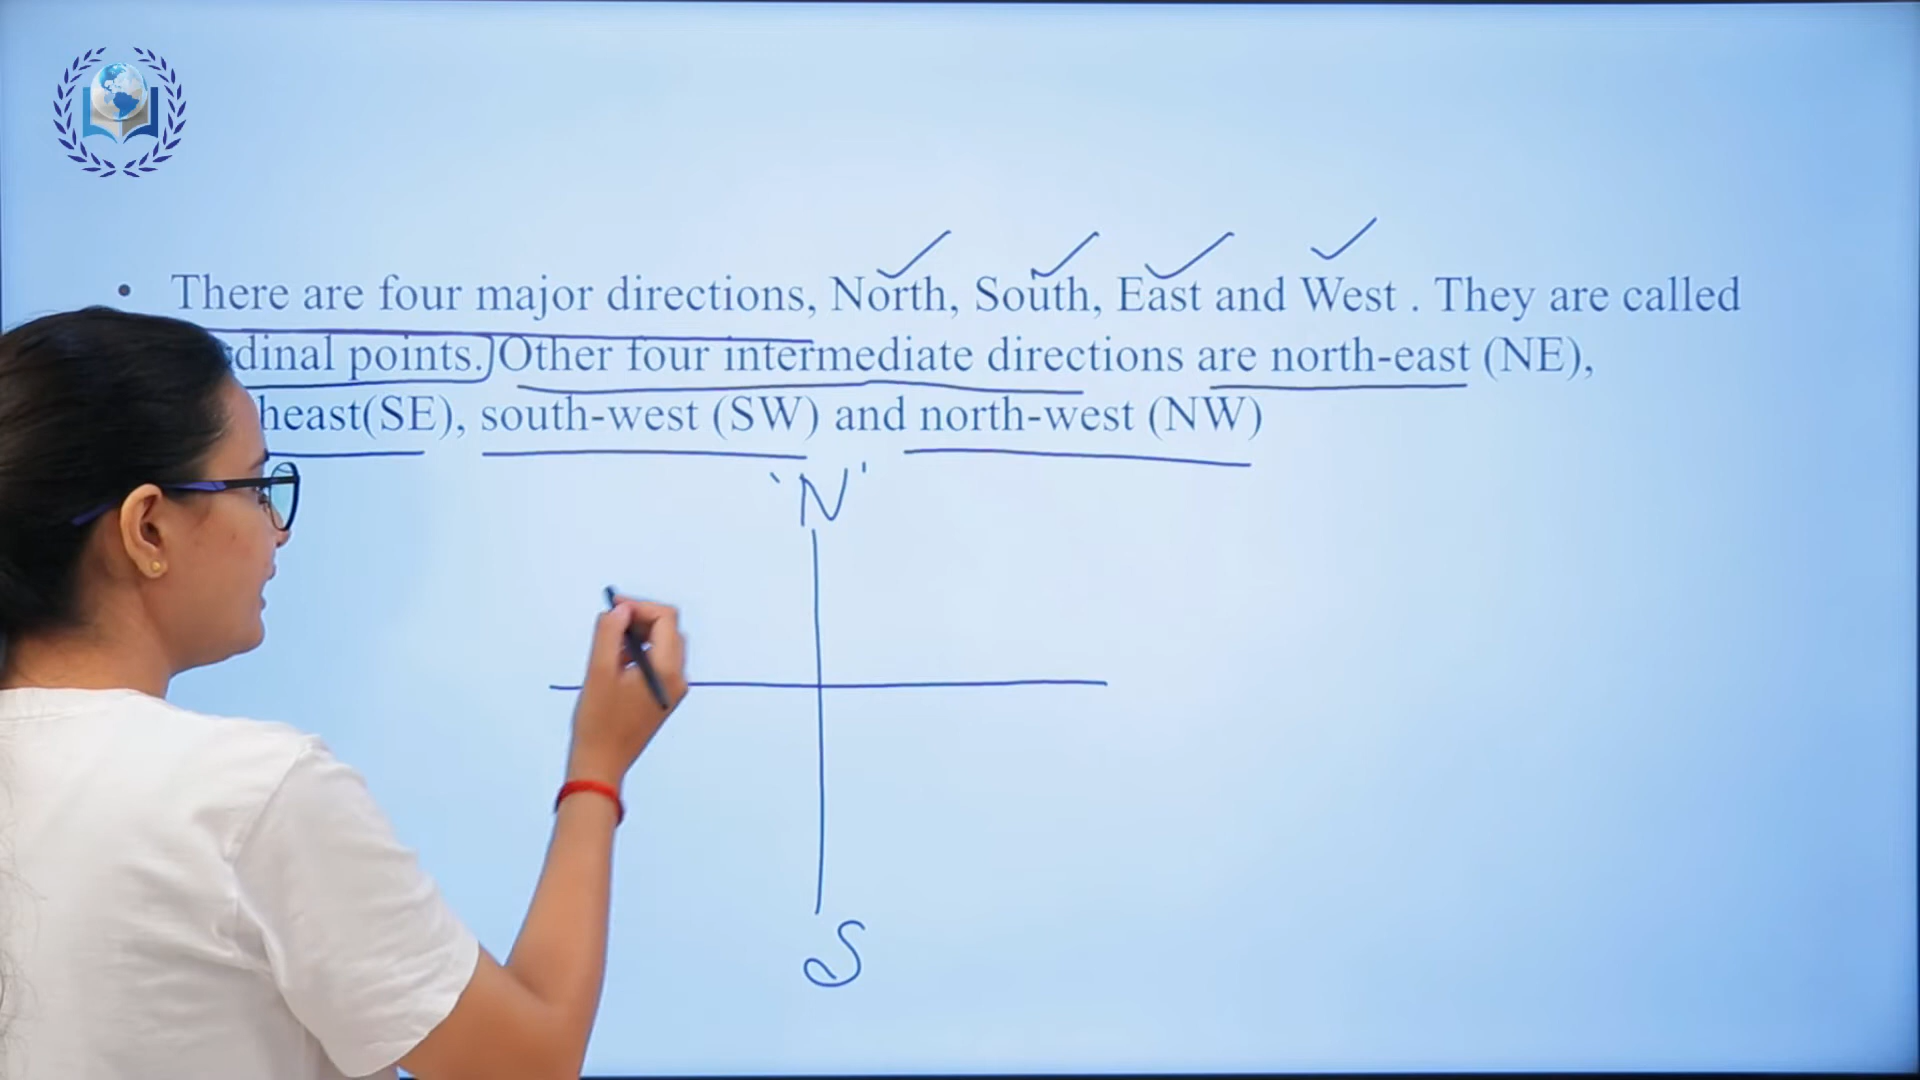 • There are four major directions, North, South, East and West . They are called
dinal points. Other four intermediate directions are north-east (NE),
heast(SE), south-west (SW) and north-west (NW)
'N'
S